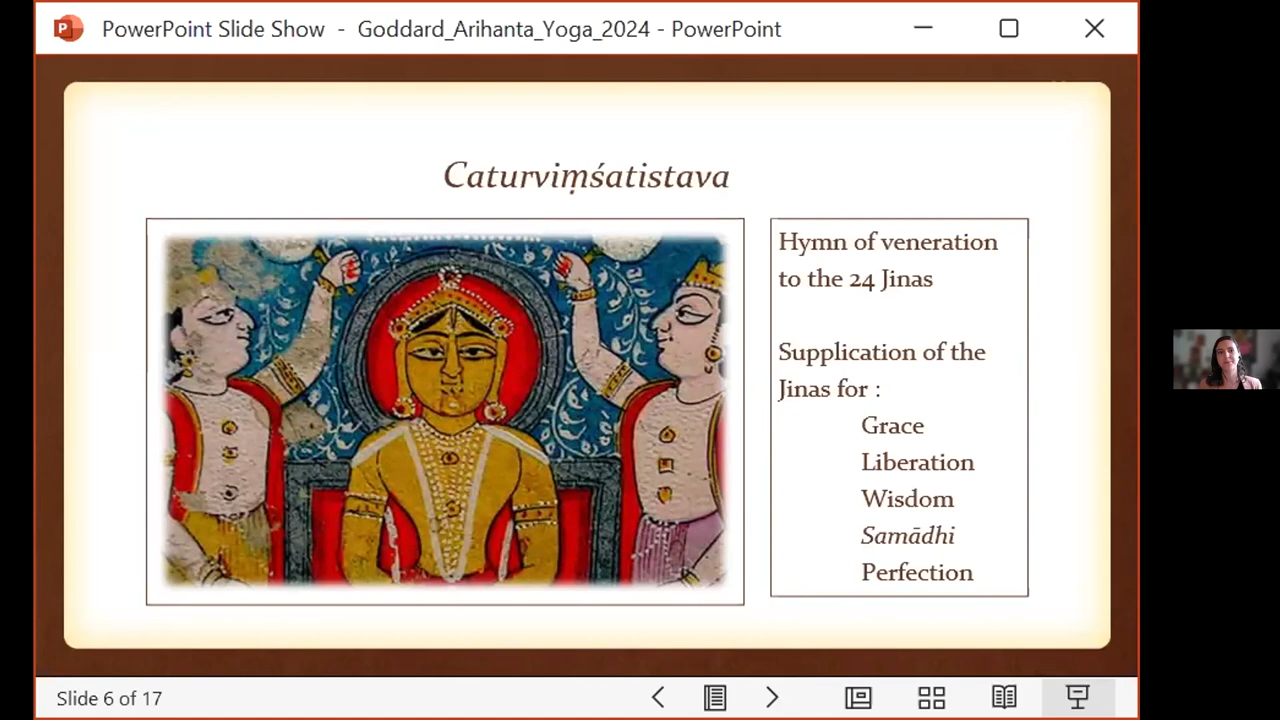 PowerPoint Slide Show - Goddard_Arihanta_Yoga_2024 - PowerPoint
Caturviṃśatistava
Hymn of veneration
to the 24 Jinas
Supplication of the
Jinas for :
Grace
Liberation
Wisdom
Samādhi
Perfection
Slide 6 of 17